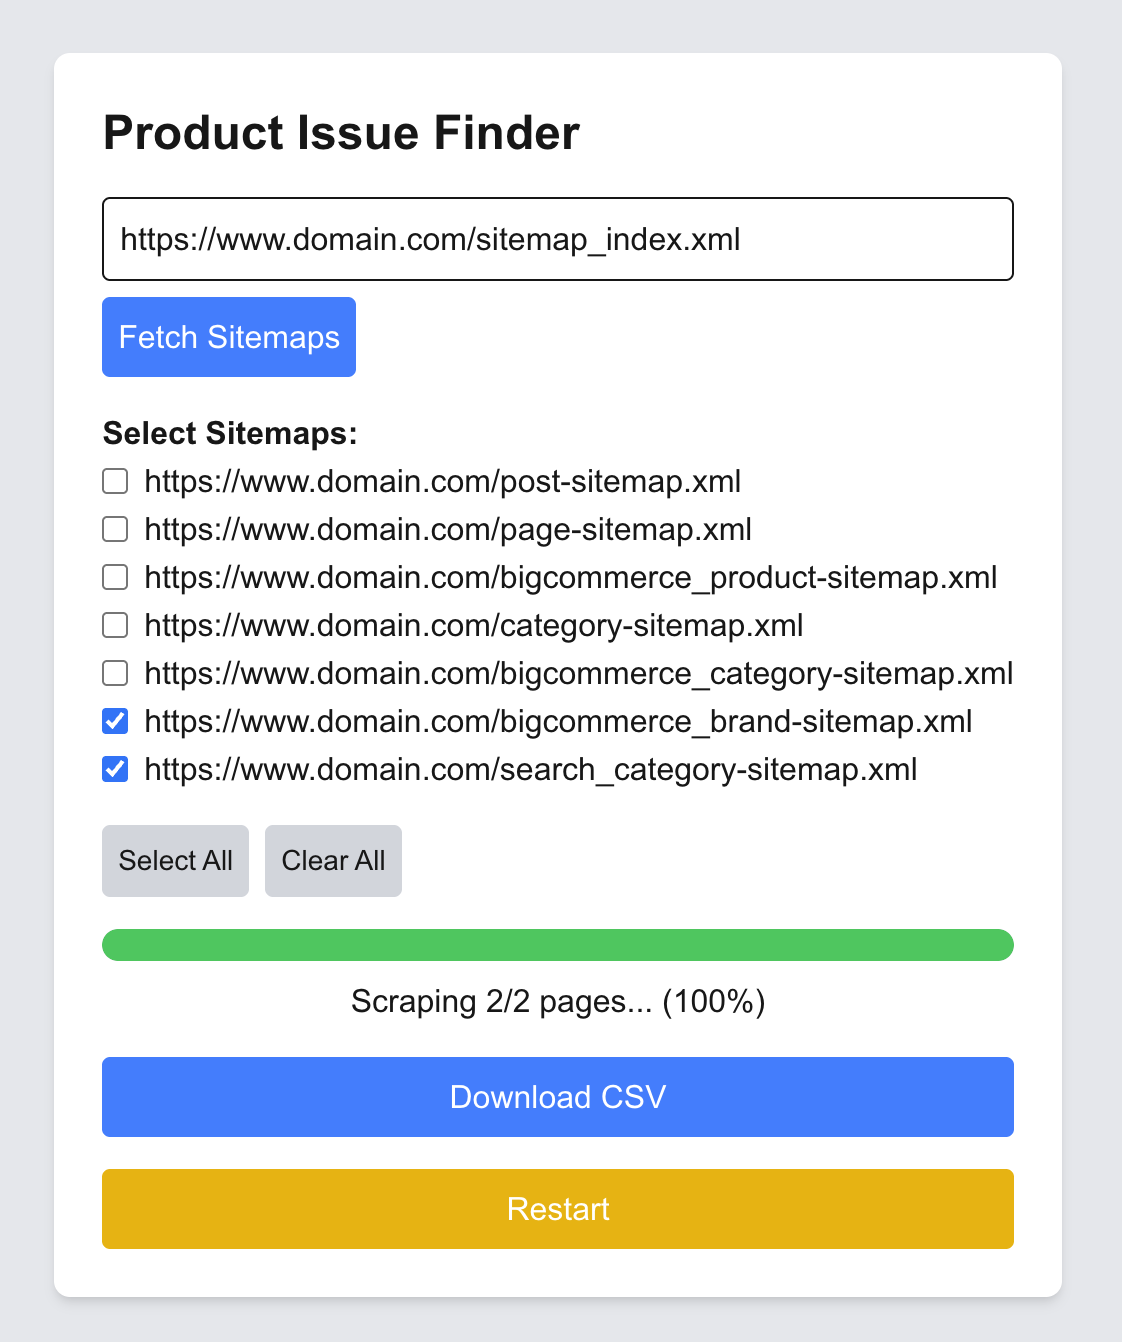 Product Issue Finder
https://www.domain.com/sitemap_index.xml
Fetch Sitemaps
Select Sitemaps:
https://www.domain.com/post-sitemap.xml
https://www.domain.com/page-sitemap.xml
https://www.domain.com/bigcommerce_product-sitemap.xml
https://www.domain.com/category-sitemap.xml
https://www.domain.com/bigcommerce_category-sitemap.xml
https://www.domain.com/bigcommerce_brand-sitemap.xml
https://www.domain.com/search_category-sitemap.xml
Select All Clear All
Scraping 2/2 pages... (100%)
Download CSV
Restart